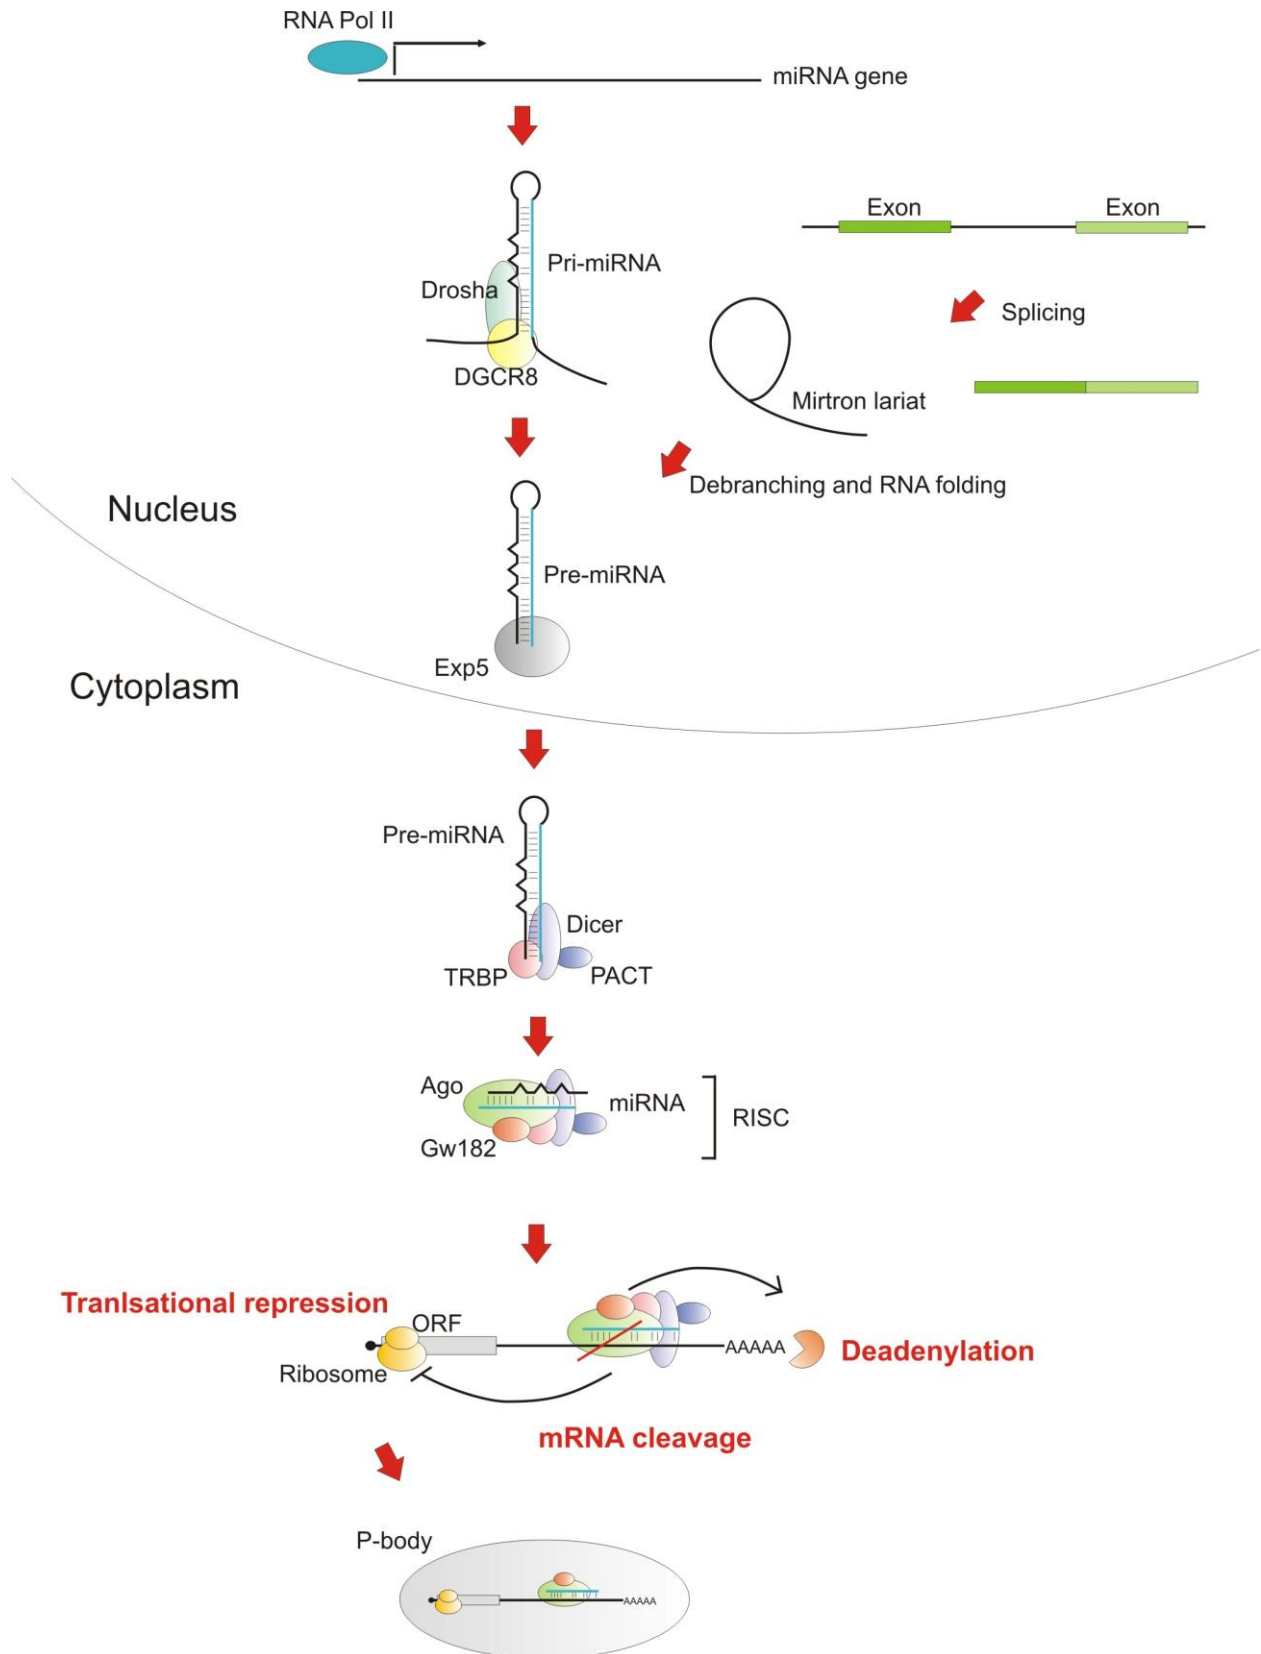 RNA Pol II
miRNA gene
Exon
Exon
Pri-miRNA
Drosha
DGCR8
Splicing
Mirtron lariat
Debranching and RNA folding
Nucleus
Pre-miRNA
Exp5
Cytoplasm
Pre-miRNA
Dicer
TRBP
PACT
Ago
miRNA
RISC
Gw182
Tranlsational repression
ORF
AAAAA
Deadenylation
Ribosome
mRNA cleavage
P-body
AAAAA